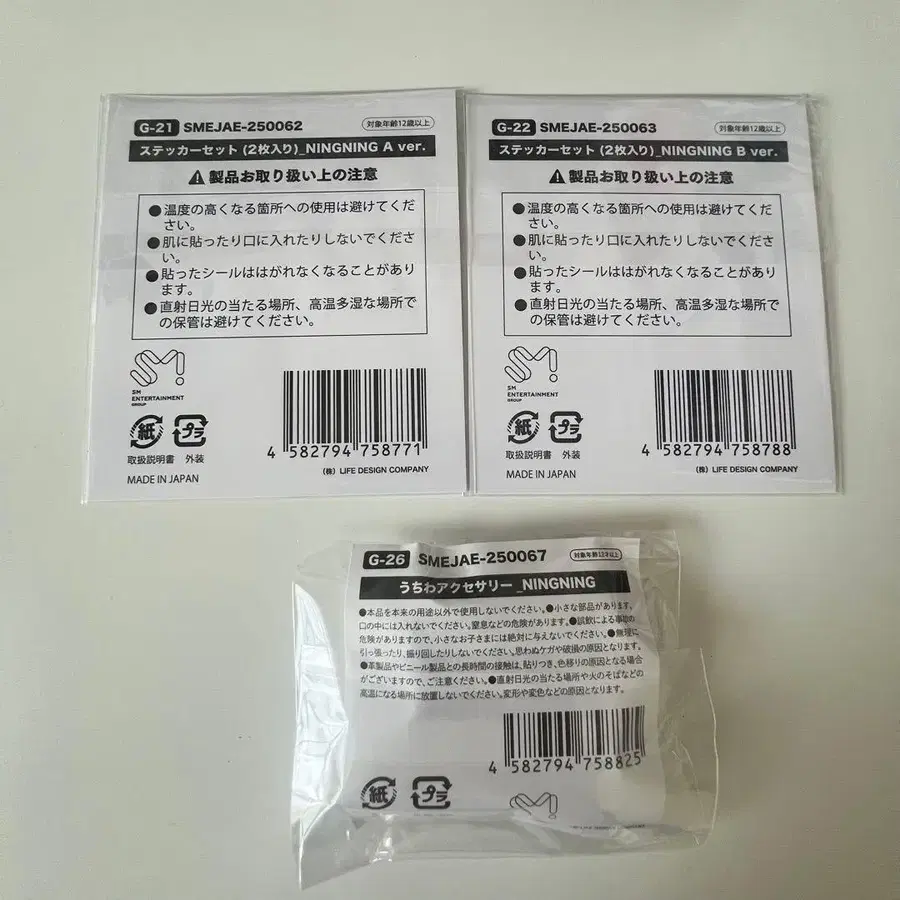 G-21 SMEJAE-250062 対象年齢12歳以上
ステッカーセット (2枚入り)_NINGNING A ver.
製品お取り扱い上の注意
●温度の高くなる箇所への使用は避けてくだ
さい。
●肌に貼ったり口に入れたりしないでくださ
い。
●貼ったシールははがれなくなることがあり
ます。
●直射日光の当たる場所、高温多湿な場所で
の保管は避けてください。
SM
SM
ENTERTAINMENT
GROUP
紙 プラ
取扱説明書 外装
MADE IN JAPAN
4 582794 758771
(株) LIFE DESIGN COMPANY
G-22 SMEJAE-250063 対象年齢12歳以上
ステッカーセット (2枚入り)_NINGNING B ver.
製品お取り扱い上の注意
●温度の高くなる箇所への使用は避けてくだ
さい。
●肌に貼ったり口に入れたりしないでくださ
い。
●貼ったシールははがれなくなることがあり
ます。
●直射日光の当たる場所、高温多湿な場所で
の保管は避けてください。
SM
SM
ENTERTAINMENT
GROUP
紙 プラ
取扱説明書 外装
MADE IN JAPAN
4 582794 758788
(株) LIFE DESIGN COMPANY
G-26 SMEJAE-250067 対象年齢12才以上
うちわアクセサリー_NINGNING
●本品を本来の用途以外で使用しないでください。●小さな部品があります。
口の中には入れないでください。窒息などの危険があります。●誤飲による事故の
危険がありますので、小さなお子さまには絶対に与えないでください。●無理に
引っ張ったり、振り回したりしないでください。思わぬケガや破損の原因となります。
●革製品やビニール製品との長時間の接触は、貼りつき、色移りの原因となる場合
がございますので、ご注意ください。●直射日光の当たる場所や火のそばなどの
高温になる場所に放置しないでください。変形や変色などの原因となります。
4 582794 758825
紙 プラ
SM
LIFE DESIGN COMPANY